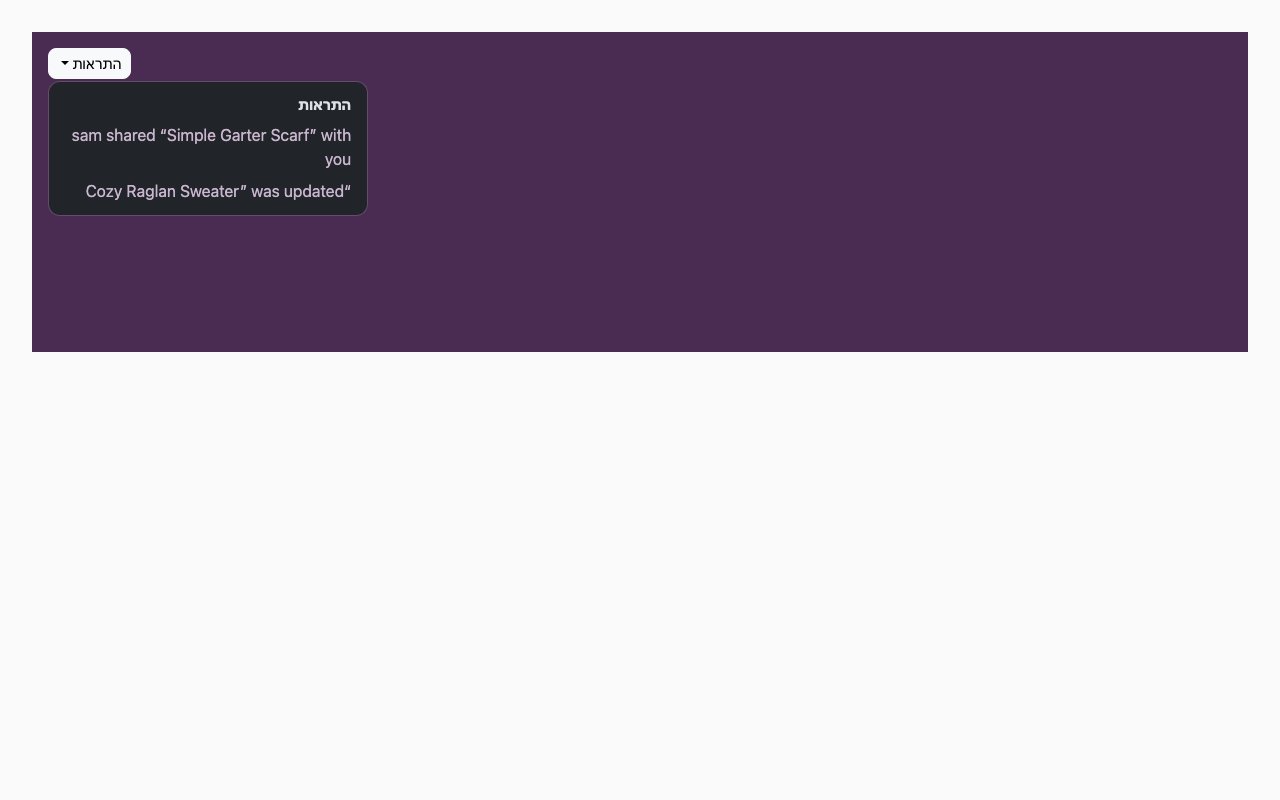 התראות
התראות
sam shared “Simple Garter Scarf” with
you
“Cozy Raglan Sweater” was updated